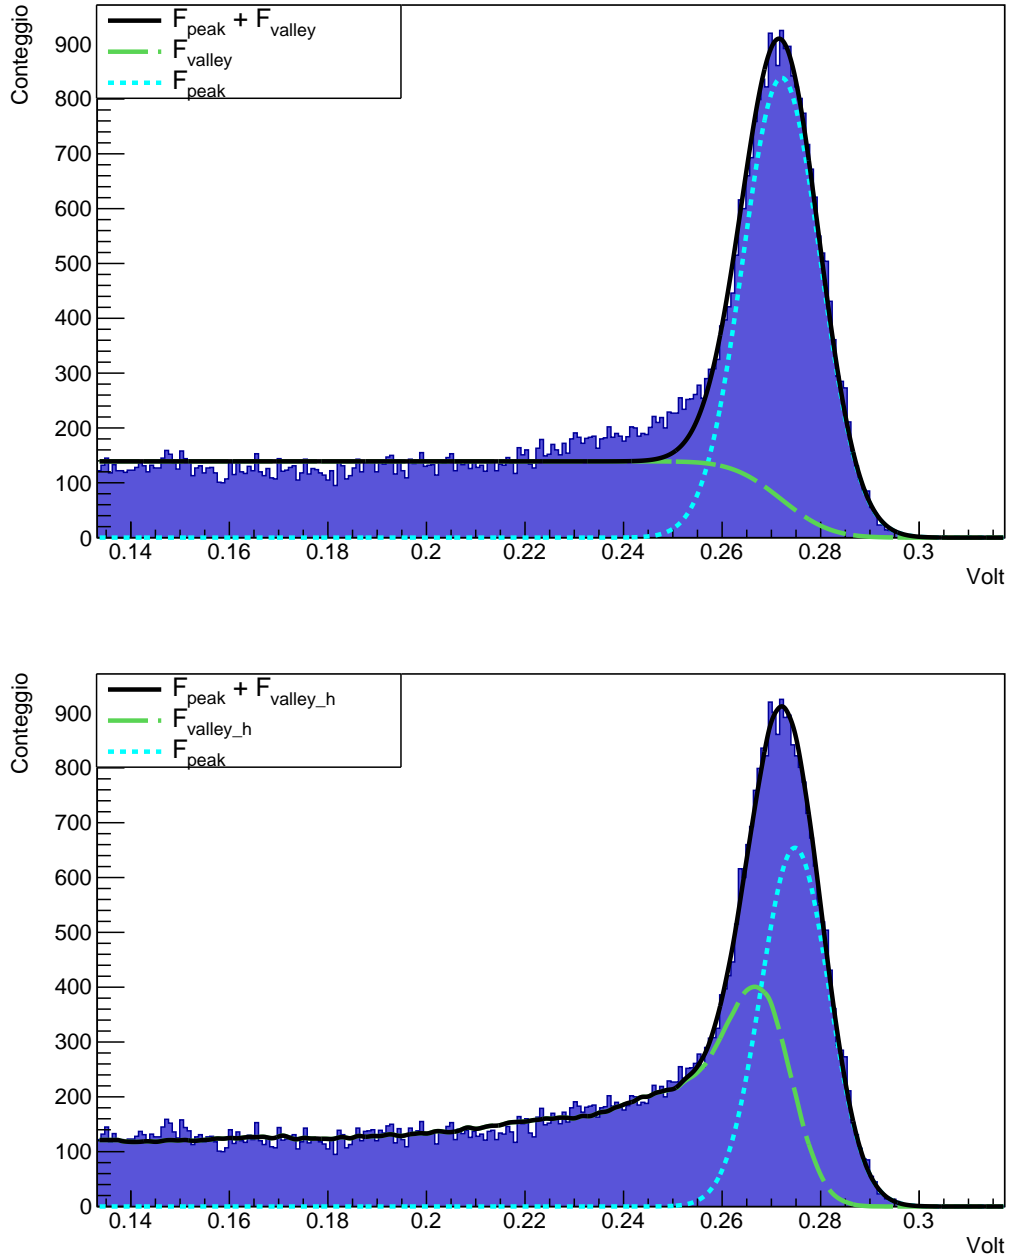 Conteggio
F_peak + F_valley
F_valley
F_peak
900
800
700
600
500
400
300
200
100
0
0.14 0.16 0.18 0.2 0.22 0.24 0.26 0.28 0.3
Volt
Conteggio
F_peak + F_valley_h
F_valley_h
F_peak
900
800
700
600
500
400
300
200
100
0
0.14 0.16 0.18 0.2 0.22 0.24 0.26 0.28 0.3
Volt